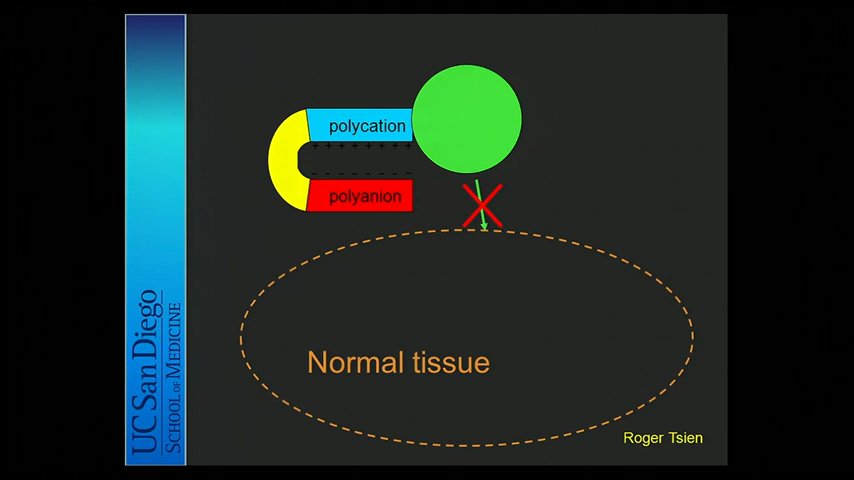 polycation
+ + + + + + + +
- - - - - - - -
polyanion
Normal tissue
Roger Tsien
UC San Diego
SCHOOL OF MEDICINE